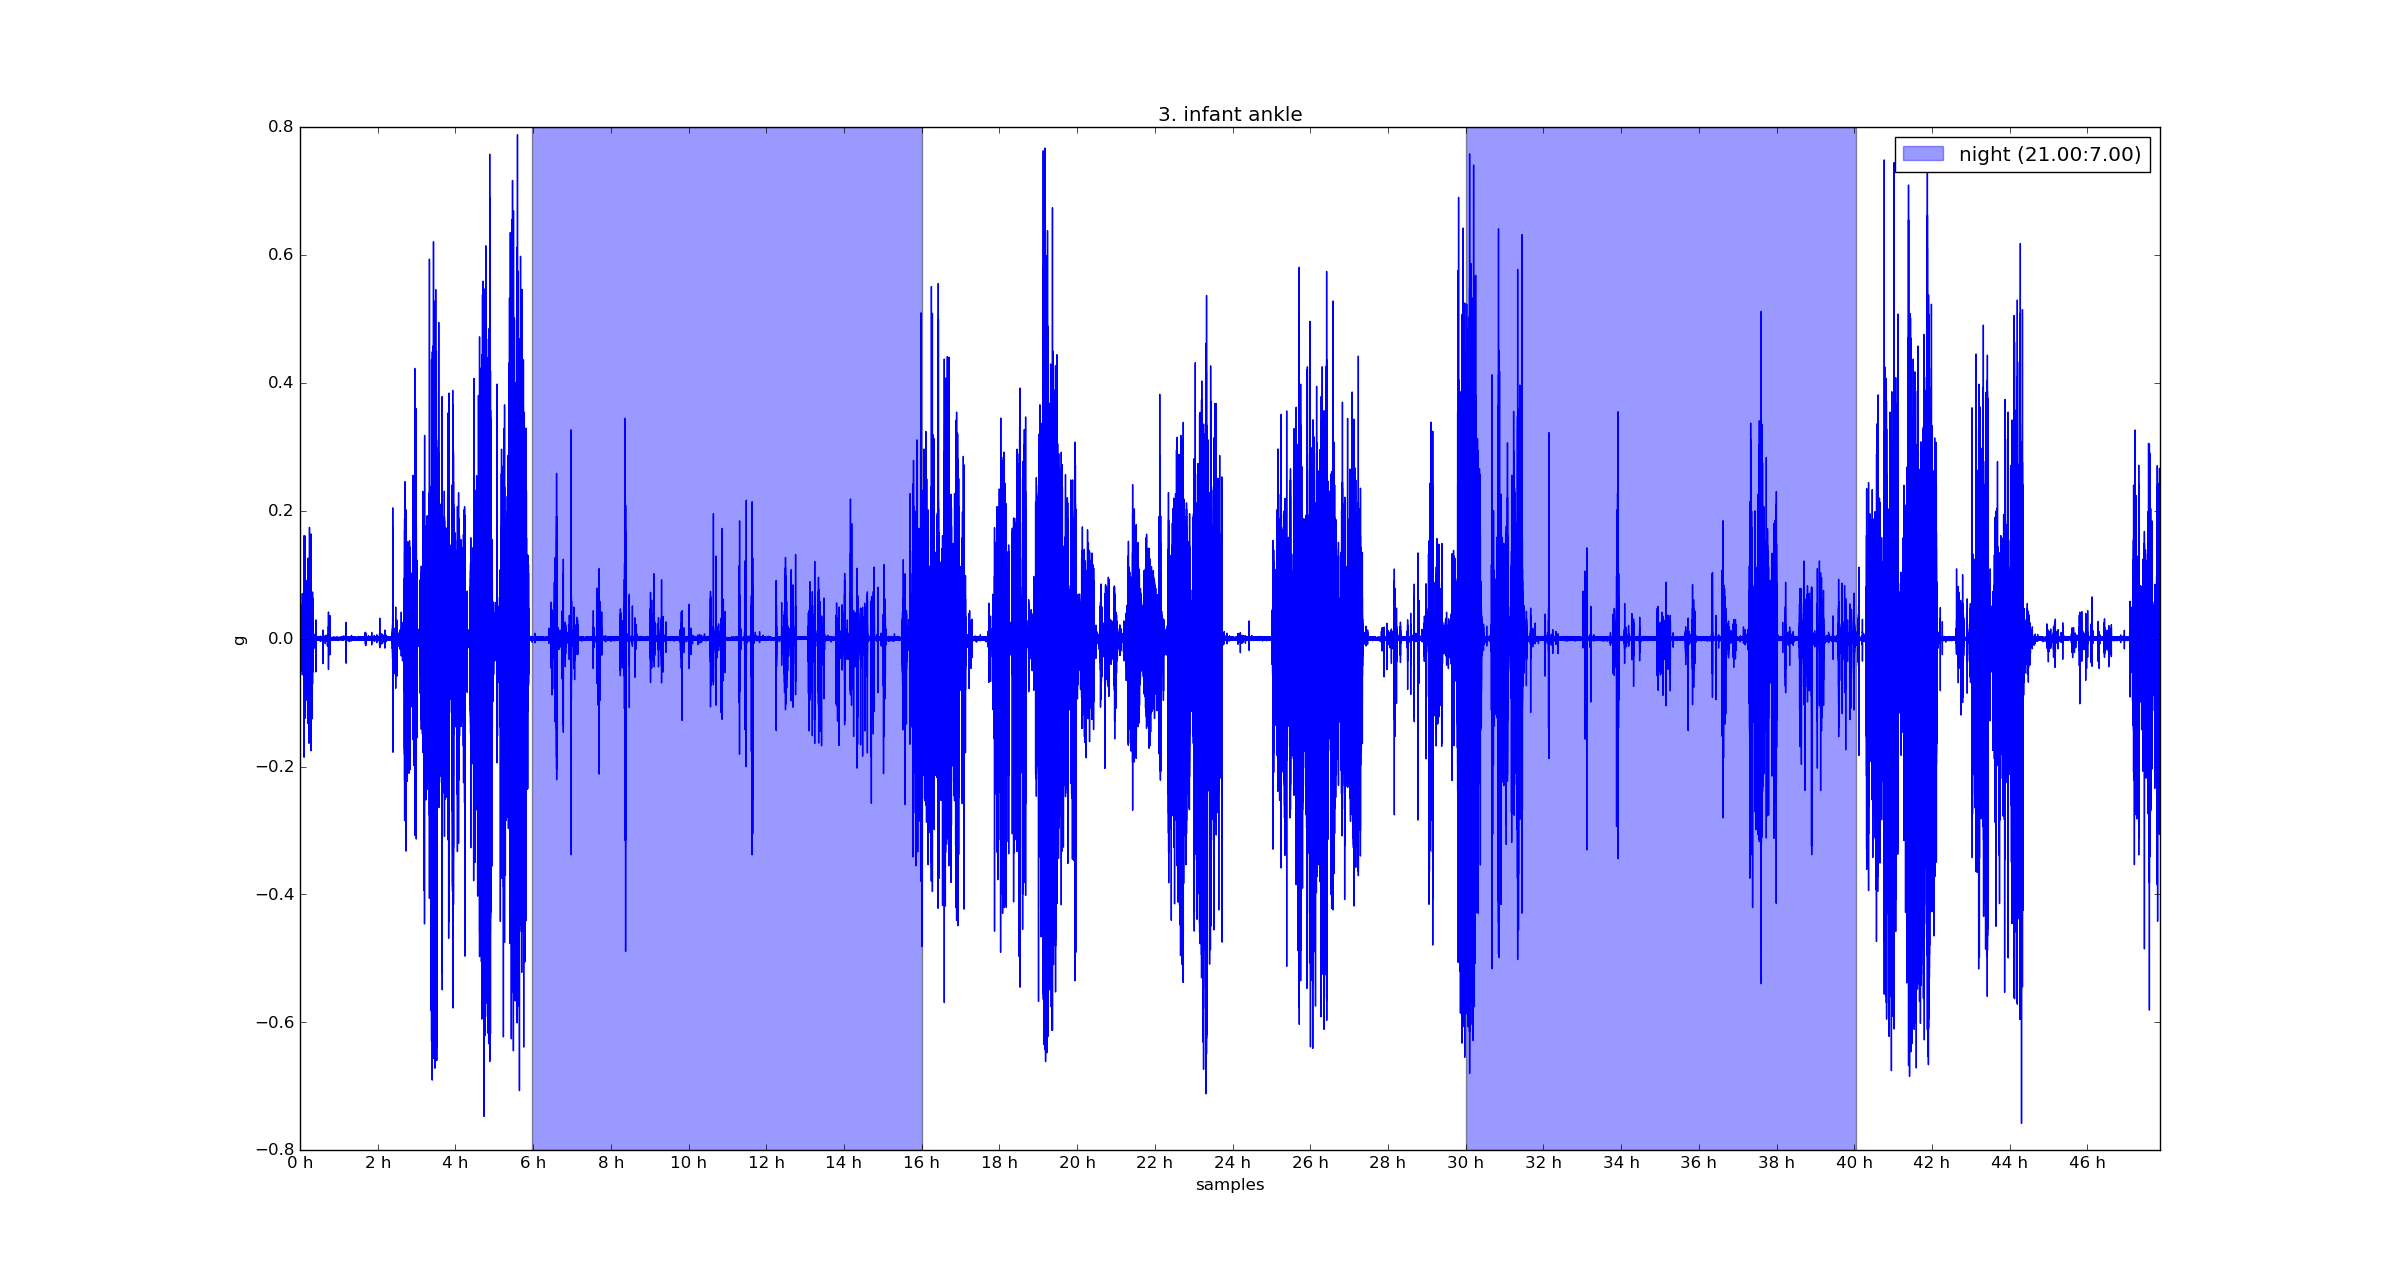 3. infant ankle
night (21.00:7.00)
0.8
0.6
0.4
0.2
0.0
−0.2
−0.4
−0.6
−0.8
g
0 h 2 h 4 h 6 h 8 h 10 h 12 h 14 h 16 h 18 h 20 h 22 h 24 h 26 h 28 h 30 h 32 h 34 h 36 h 38 h 40 h 42 h 44 h 46 h
samples